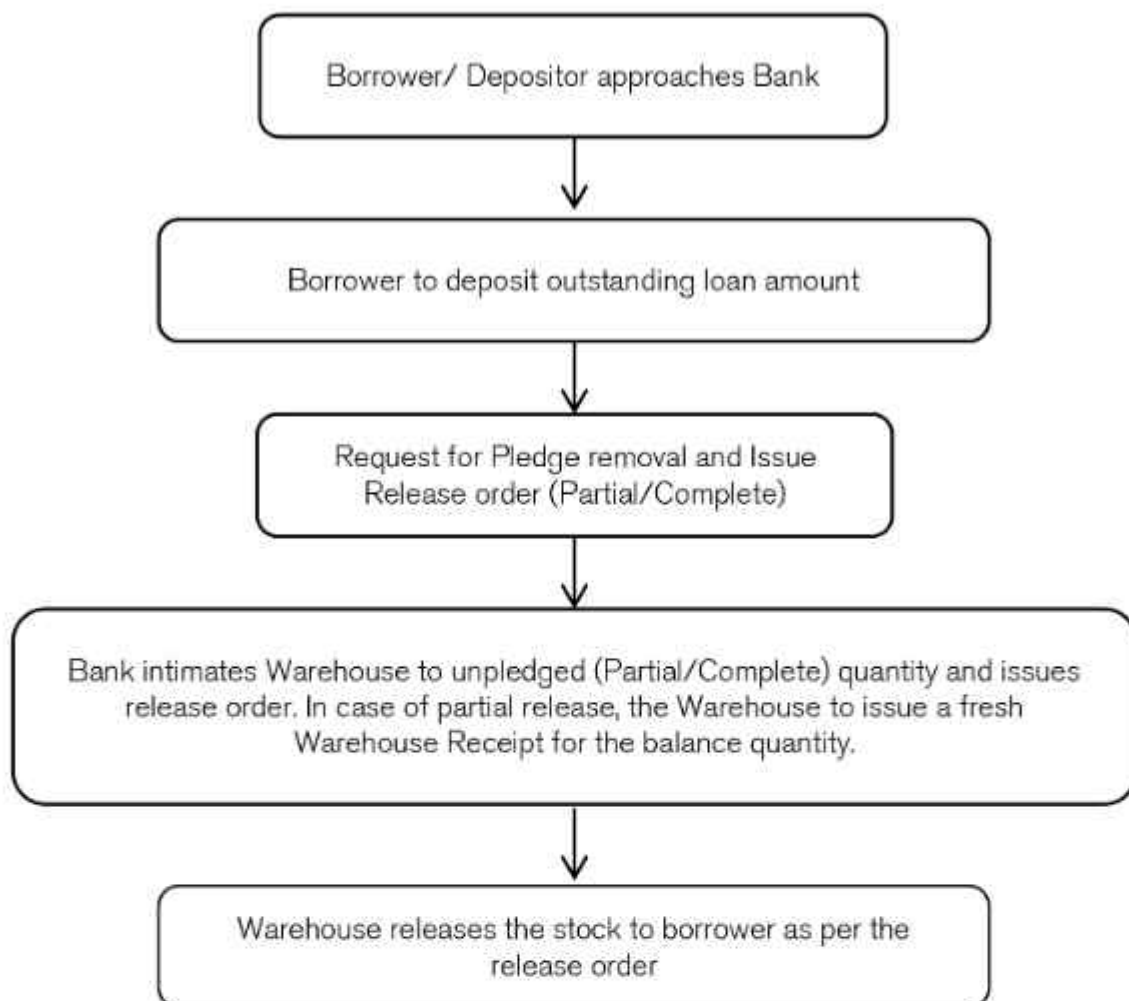 Borrower/ Depositor approaches Bank
Borrower to deposit outstanding loan amount
Request for Pledge removal and Issue
Release order (Partial/Complete)
Bank intimates Warehouse to unpledged (Partial/Complete) quantity and issues
release order. In case of partial release, the Warehouse to issue a fresh
Warehouse Receipt for the balance quantity.
Warehouse releases the stock to borrower as per the
release order